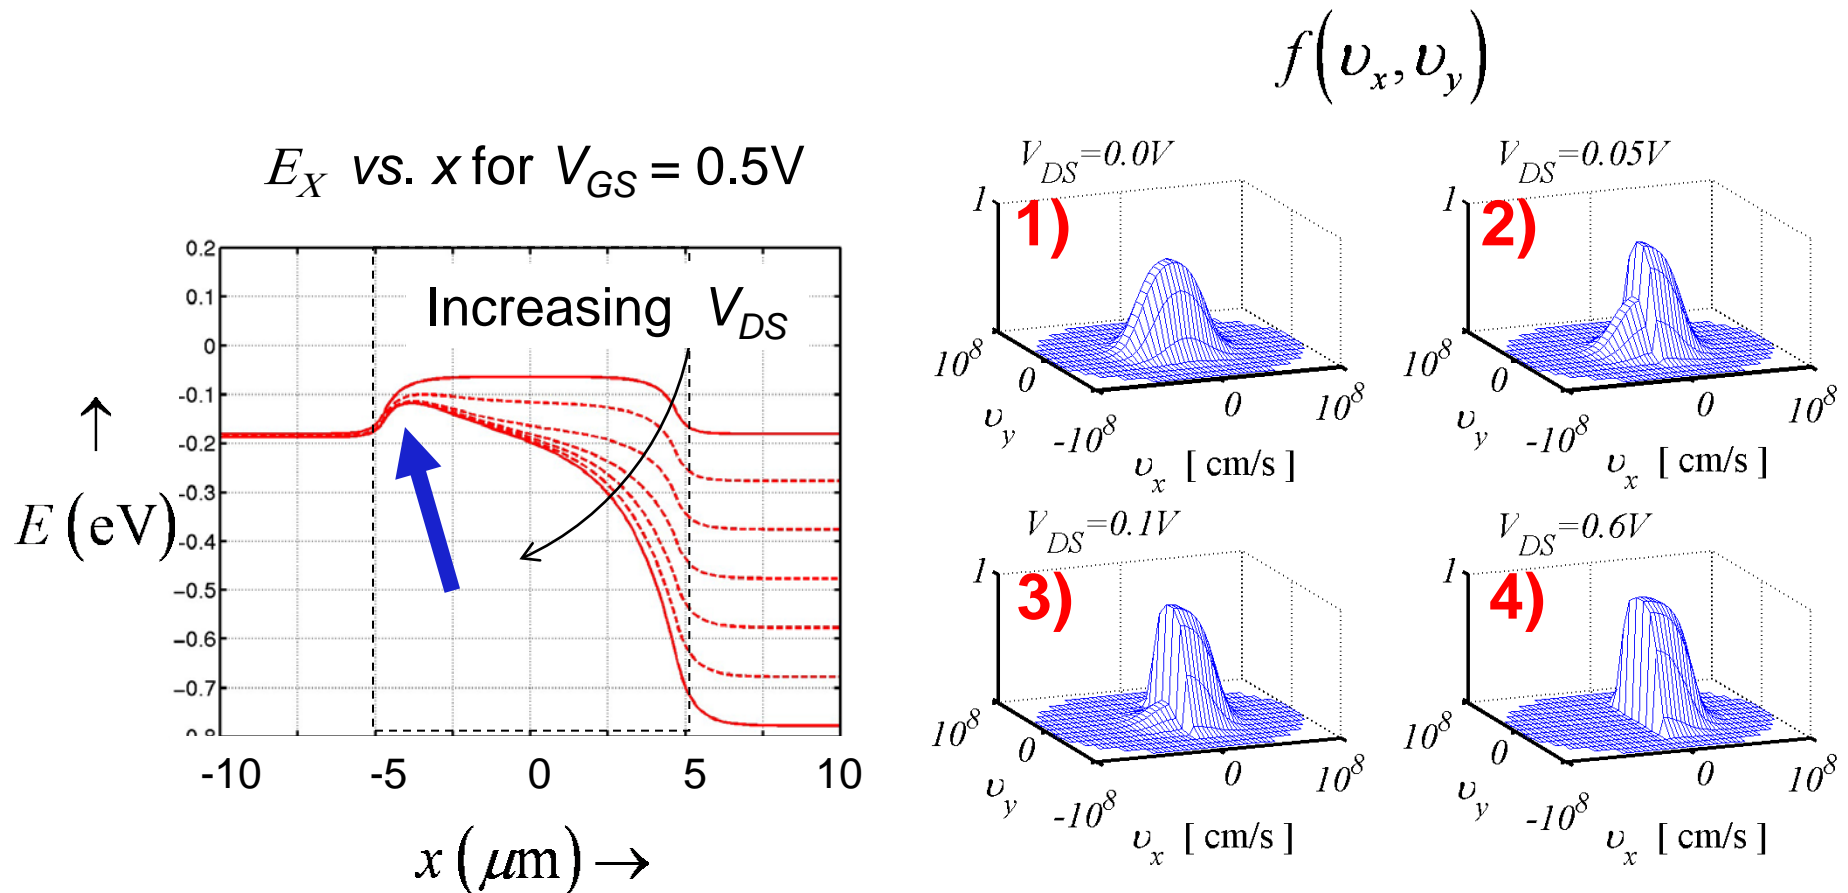 f(υx, υy)
EX vs. x for VGS = 0.5V
Increasing VDS
0.2
0.1
0
−0.1
−0.2
−0.3
−0.4
−0.5
−0.6
−0.7
-10 -5 0 5 10
↑
E (eV)
x (μm) →
VDS=0.0V
1
1)
10^8
0
-10^8
υy
0
10^8
υx [ cm/s ]
VDS=0.05V
1
2)
10^8
0
-10^8
υy
0
10^8
υx [ cm/s ]
VDS=0.1V
1
3)
10^8
0
-10^8
υy
0
10^8
υx [ cm/s ]
VDS=0.6V
1
4)
10^8
0
-10^8
υy
0
10^8
υx [ cm/s ]